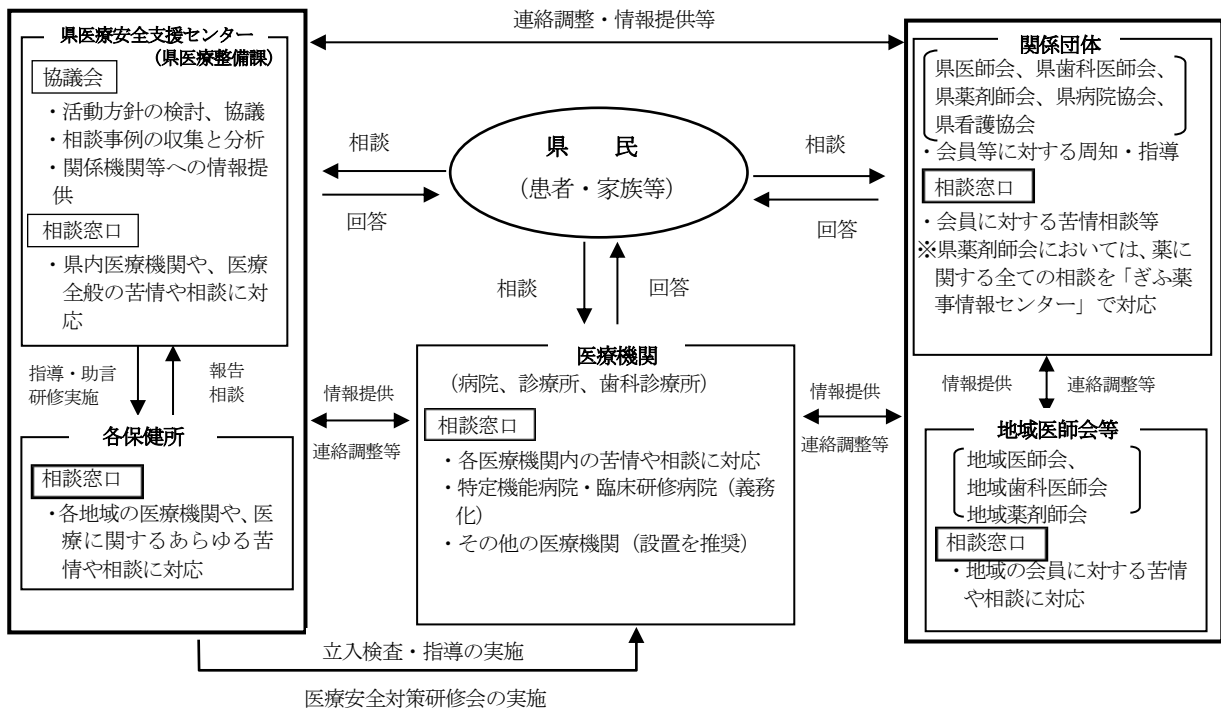 連絡調整・情報提供等
県医療安全支援センター
(県医療整備課)
協議会
・活動方針の検討、協議
・相談事例の収集と分析
・関係機関等への情報提
供
相談窓口
・県内医療機関や、医療
全般の苦情や相談に対
応
指導・助言
研修実施
報告
相談
各保健所
相談窓口
・各地域の医療機関や、医
療に関するあらゆる苦
情や相談に対応
相談
回答
県　民
(患者・家族等)
相談
回答
相談
回答
医療機関
(病院、診療所、歯科診療所)
相談窓口
・各医療機関内の苦情や相談に対応
・特定機能病院・臨床研修病院（義務
化）
・その他の医療機関（設置を推奨）
情報提供
連絡調整等
情報提供
連絡調整等
関係団体
県医師会、県歯科医師会、
県薬剤師会、県病院協会、
県看護協会
・会員等に対する周知・指導
相談窓口
・会員に対する苦情相談等
※県薬剤師会においては、薬に
関する全ての相談を「ぎふ薬
事情報センター」で対応
情報提供
連絡調整等
地域医師会等
地域医師会、
地域歯科医師会
地域薬剤師会
相談窓口
・地域の会員に対する苦情
や相談に対応
立入検査・指導の実施
医療安全対策研修会の実施